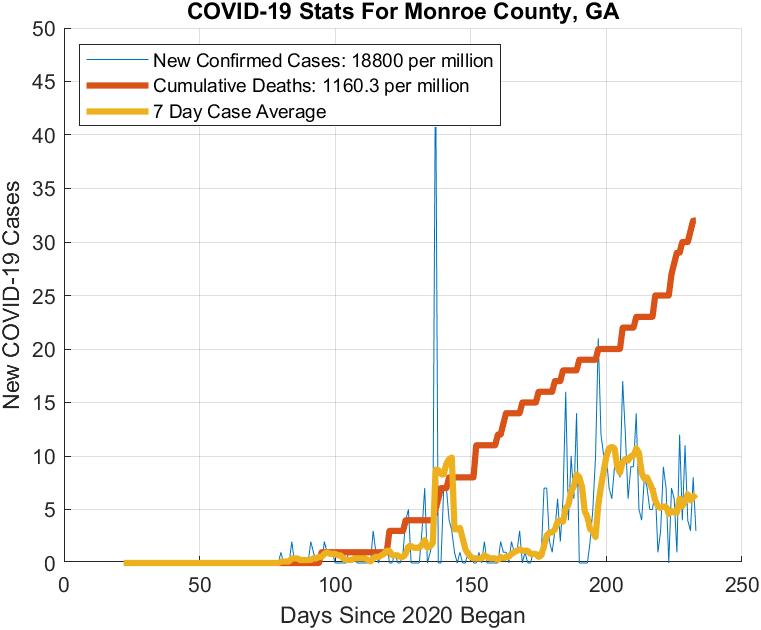 COVID-19 Stats For Monroe County, GA
New Confirmed Cases: 18800 per million
Cumulative Deaths: 1160.3 per million
7 Day Case Average
New COVID-19 Cases
50
45
40
35
30
25
20
15
10
5
0
0 50 100 150 200 250
Days Since 2020 Began